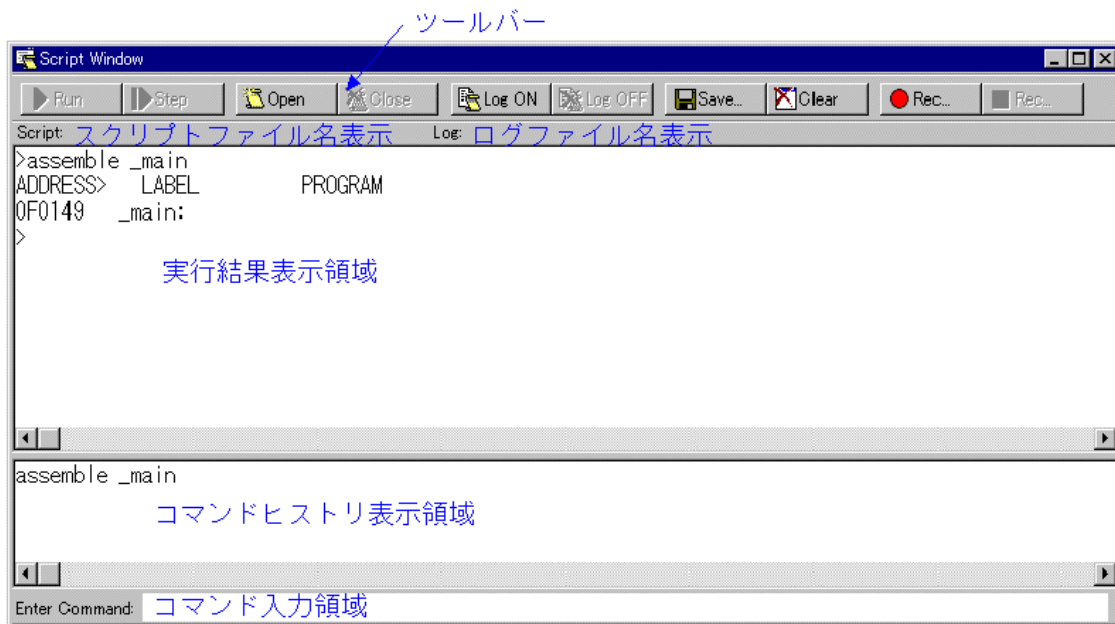 ツールバー
Script Window
Run Step Open Close Log ON Log OFF Save... Clear Rec... Rec...
Script: スクリプトファイル名表示 Log: ログファイル名表示
>assemble _main
ADDRESS> LABEL PROGRAM
0F0149 _main:
>
実行結果表示領域
assemble _main
コマンドヒストリ表示領域
Enter Command: コマンド入力領域